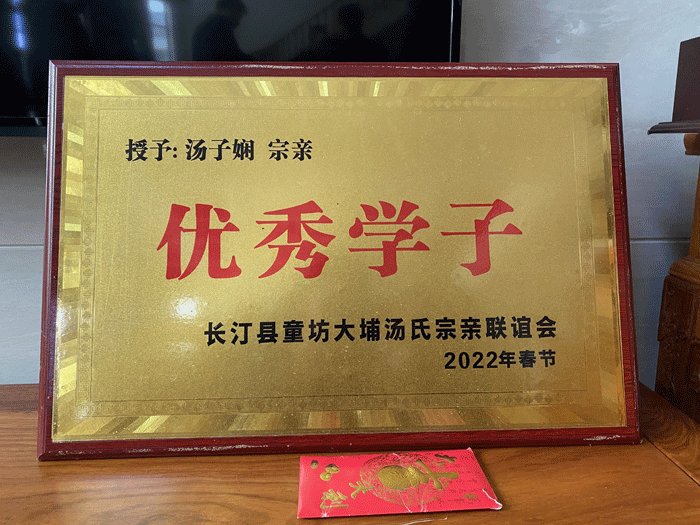 授予: 汤子娴 宗亲
优秀学子
长汀县童坊大埔汤氏宗亲联谊会
2022年春节